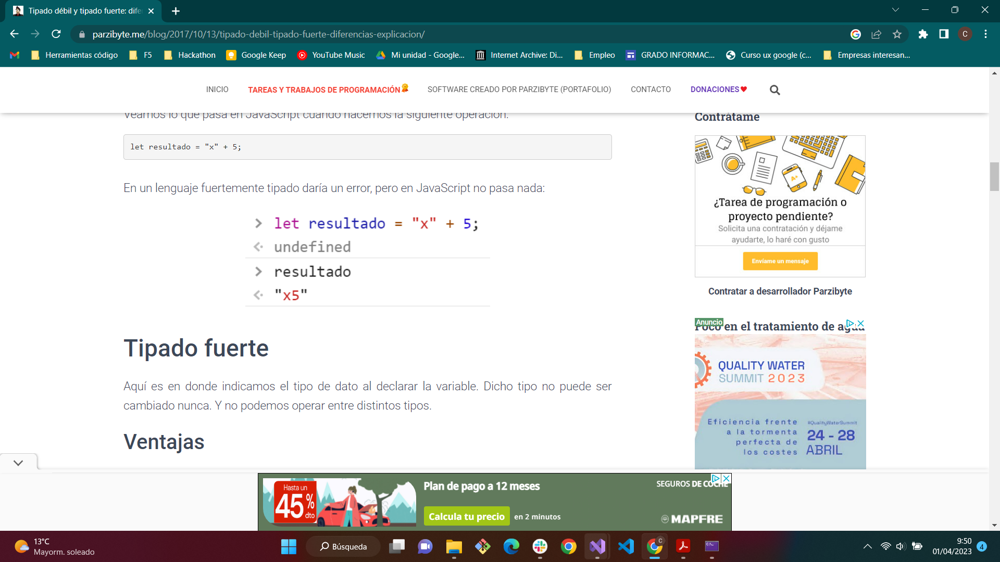 Tipado débil y tipado fuerte: dife
parzibyte.me/blog/2017/10/13/tipado-debil-tipado-fuerte-diferencias-explicacion/
C
Herramientas código
F5
Hackathon
Google Keep
YouTube Music
Mi unidad - Google...
Internet Archive: Di...
Empleo
GRADO INFORMAC...
Curso ux google (c...
Empresas interesan...
INICIO
TAREAS Y TRABAJOS DE PROGRAMACIÓN
SOFTWARE CREADO POR PARZIBYTE (PORTAFOLIO)
CONTACTO
DONACIONES
Veamos lo que pasa en JavaScript cuando hacemos la siguiente operación:
let resultado = "x" + 5;
En un lenguaje fuertemente tipado daría un error, pero en JavaScript no pasa nada:
> let resultado = "x" + 5;
undefined
> resultado
"x5"
Tipado fuerte
Aquí es en donde indicamos el tipo de dato al declarar la variable. Dicho tipo no puede ser
cambiado nunca. Y no podemos operar entre distintos tipos.
Ventajas
Contrátame
A+
¿Tarea de programación o
proyecto pendiente?
Solicita una contratación y déjame
ayudarte, lo haré con gusto
Envíame un mensaje
Contratar a desarrollador Parzibyte
Anuncio
Foco en el tratamiento de agua
QUALITY WATER
SUMMIT 2023
Eficiencia frente
a la tormenta
perfecta de
los costes
#QualityWaterSummit
24 - 28
ABRIL
Hasta un
45%
dto
Plan de pago a 12 meses
Calcula tu precio
en 2 minutos
SEGUROS DE COCHE
MAPFRE
13°C
Mayorm. soleado
Búsqueda
C
9:50
01/04/2023
4